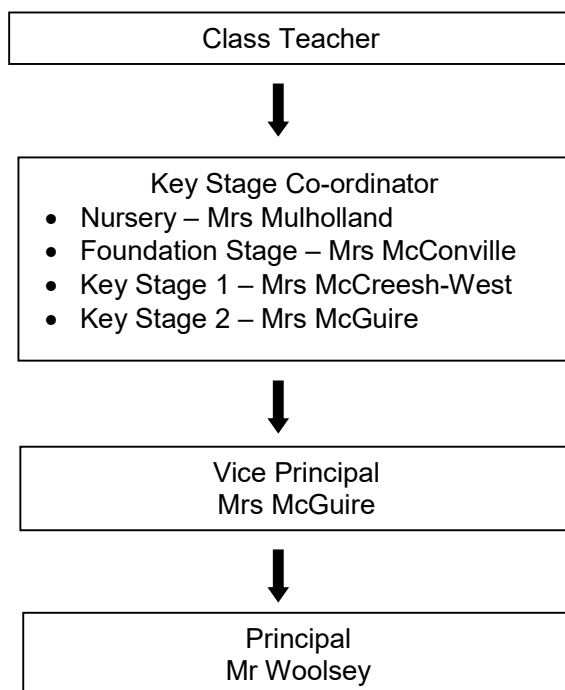 Class Teacher
Key Stage Co-ordinator
• Nursery – Mrs Mulholland
• Foundation Stage – Mrs McConville
• Key Stage 1 – Mrs McCreesh-West
• Key Stage 2 – Mrs McGuire
Vice Principal
Mrs McGuire
Principal
Mr Woolsey